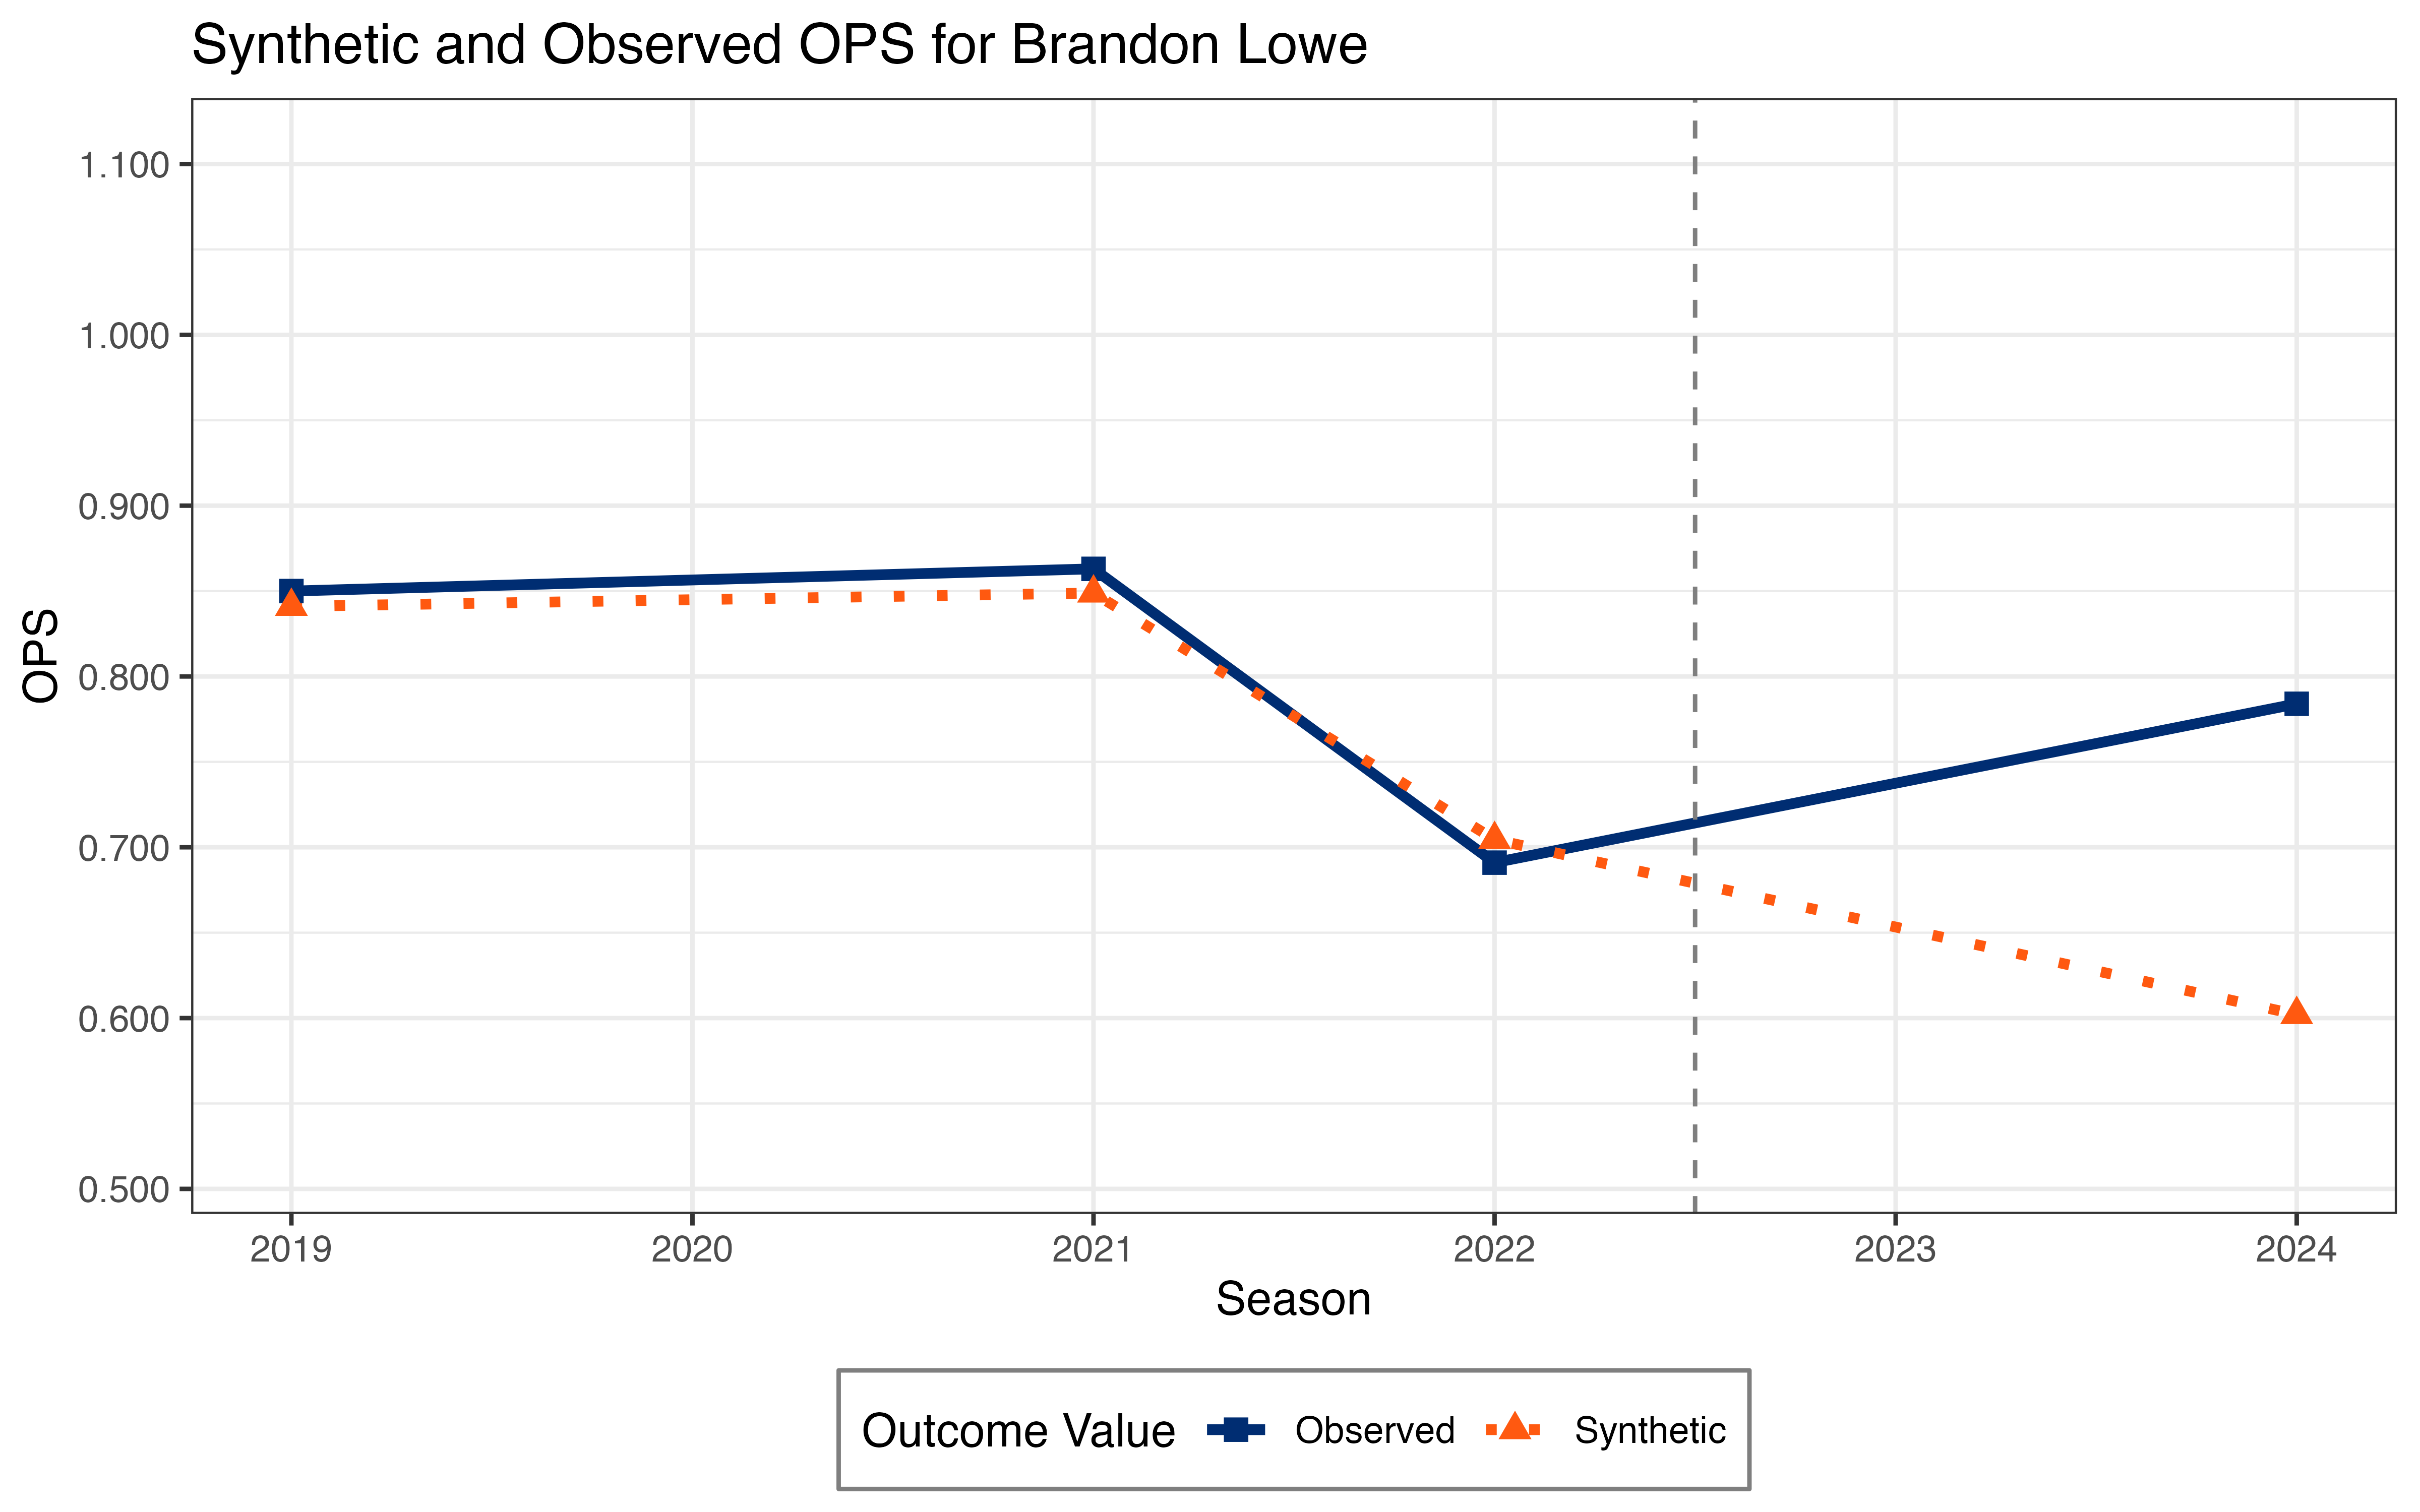 Synthetic and Observed OPS for Brandon Lowe
1.100
1.000
0.900
0.800
0.700
0.600
0.500
OPS
2019 2020 2021 2022 2023 2024
Season
Outcome Value Observed Synthetic